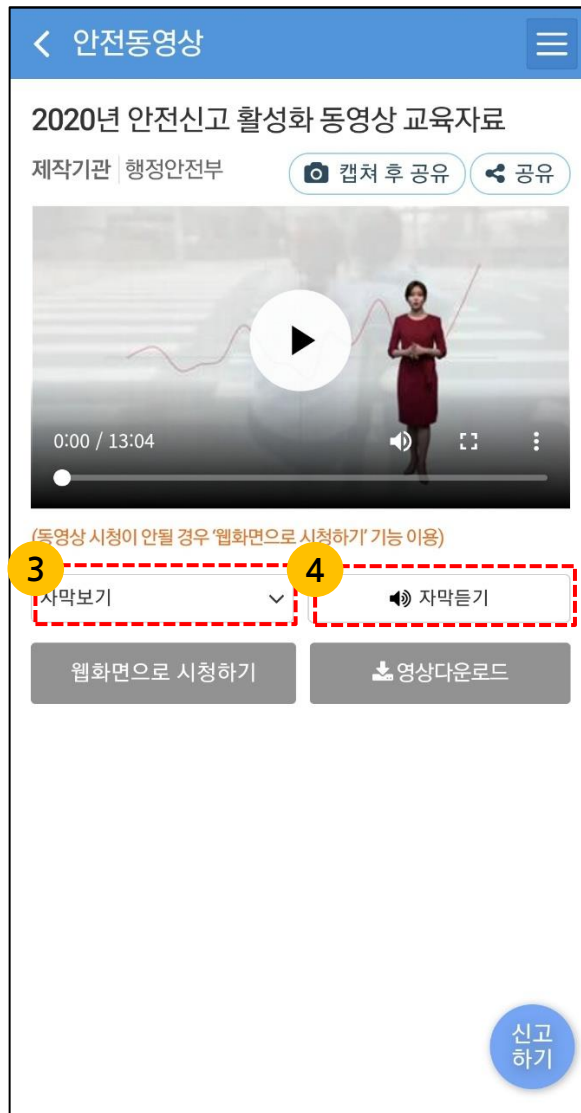 안전동영상
2020년 안전신고 활성화 동영상 교육자료
제작기관 행정안전부
캡쳐 후 공유
공유
0:00 / 13:04
(동영상 시청이 안될 경우 '웹화면으로 시청하기' 기능 이용)
3
4
자막보기
자막듣기
웹화면으로 시청하기
영상다운로드
신고
하기